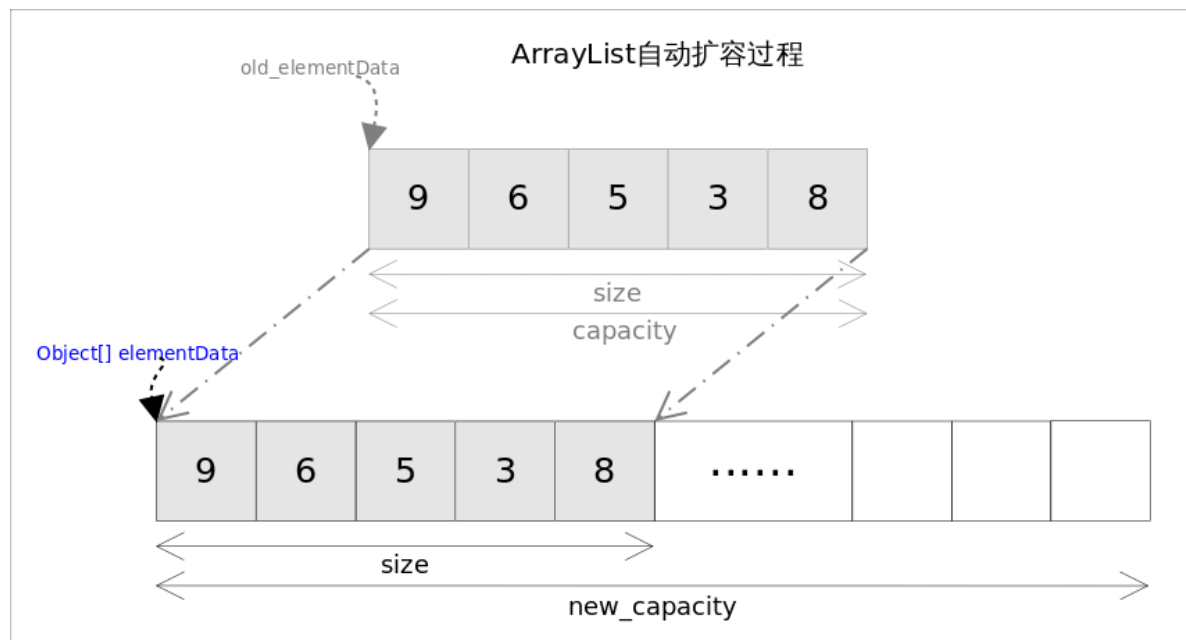 ArrayList自动扩容过程
old_elementData
9 6 5 3 8
size
capacity
Object[] elementData
9 6 5 3 8 ......
size
new_capacity